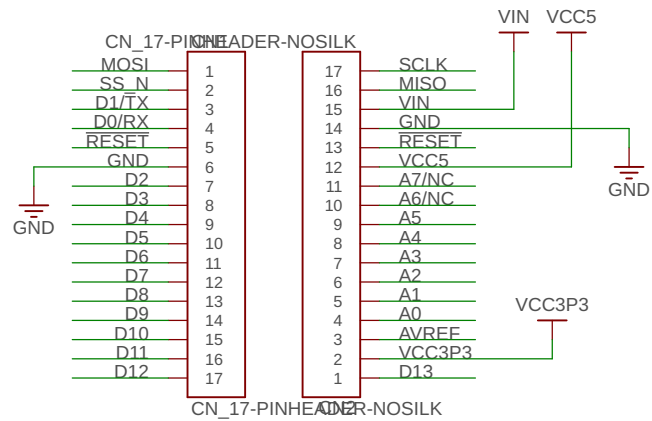 VIN VCC5
CN_17-PINHEADER-NOSILK
MOSI 1 17 SCLK
SS_N 2 16 MISO
D1/TX 3 15 VIN
D0/RX 4 14 GND
RESET 5 13 RESET
GND 6 12 VCC5
D2 7 11 A7/NC
GND
D3 8 10 A6/NC
D4 9 9 A5
GND
D5 10 8 A4
D6 11 7 A3
D7 12 6 A2
D8 13 5 A1
VCC3P3
D9 14 4 A0
D10 15 3 AVREF
D11 16 2 VCC3P3
D12 17 1 D13
CN_17-PINHEADER-NOSILK
CN2